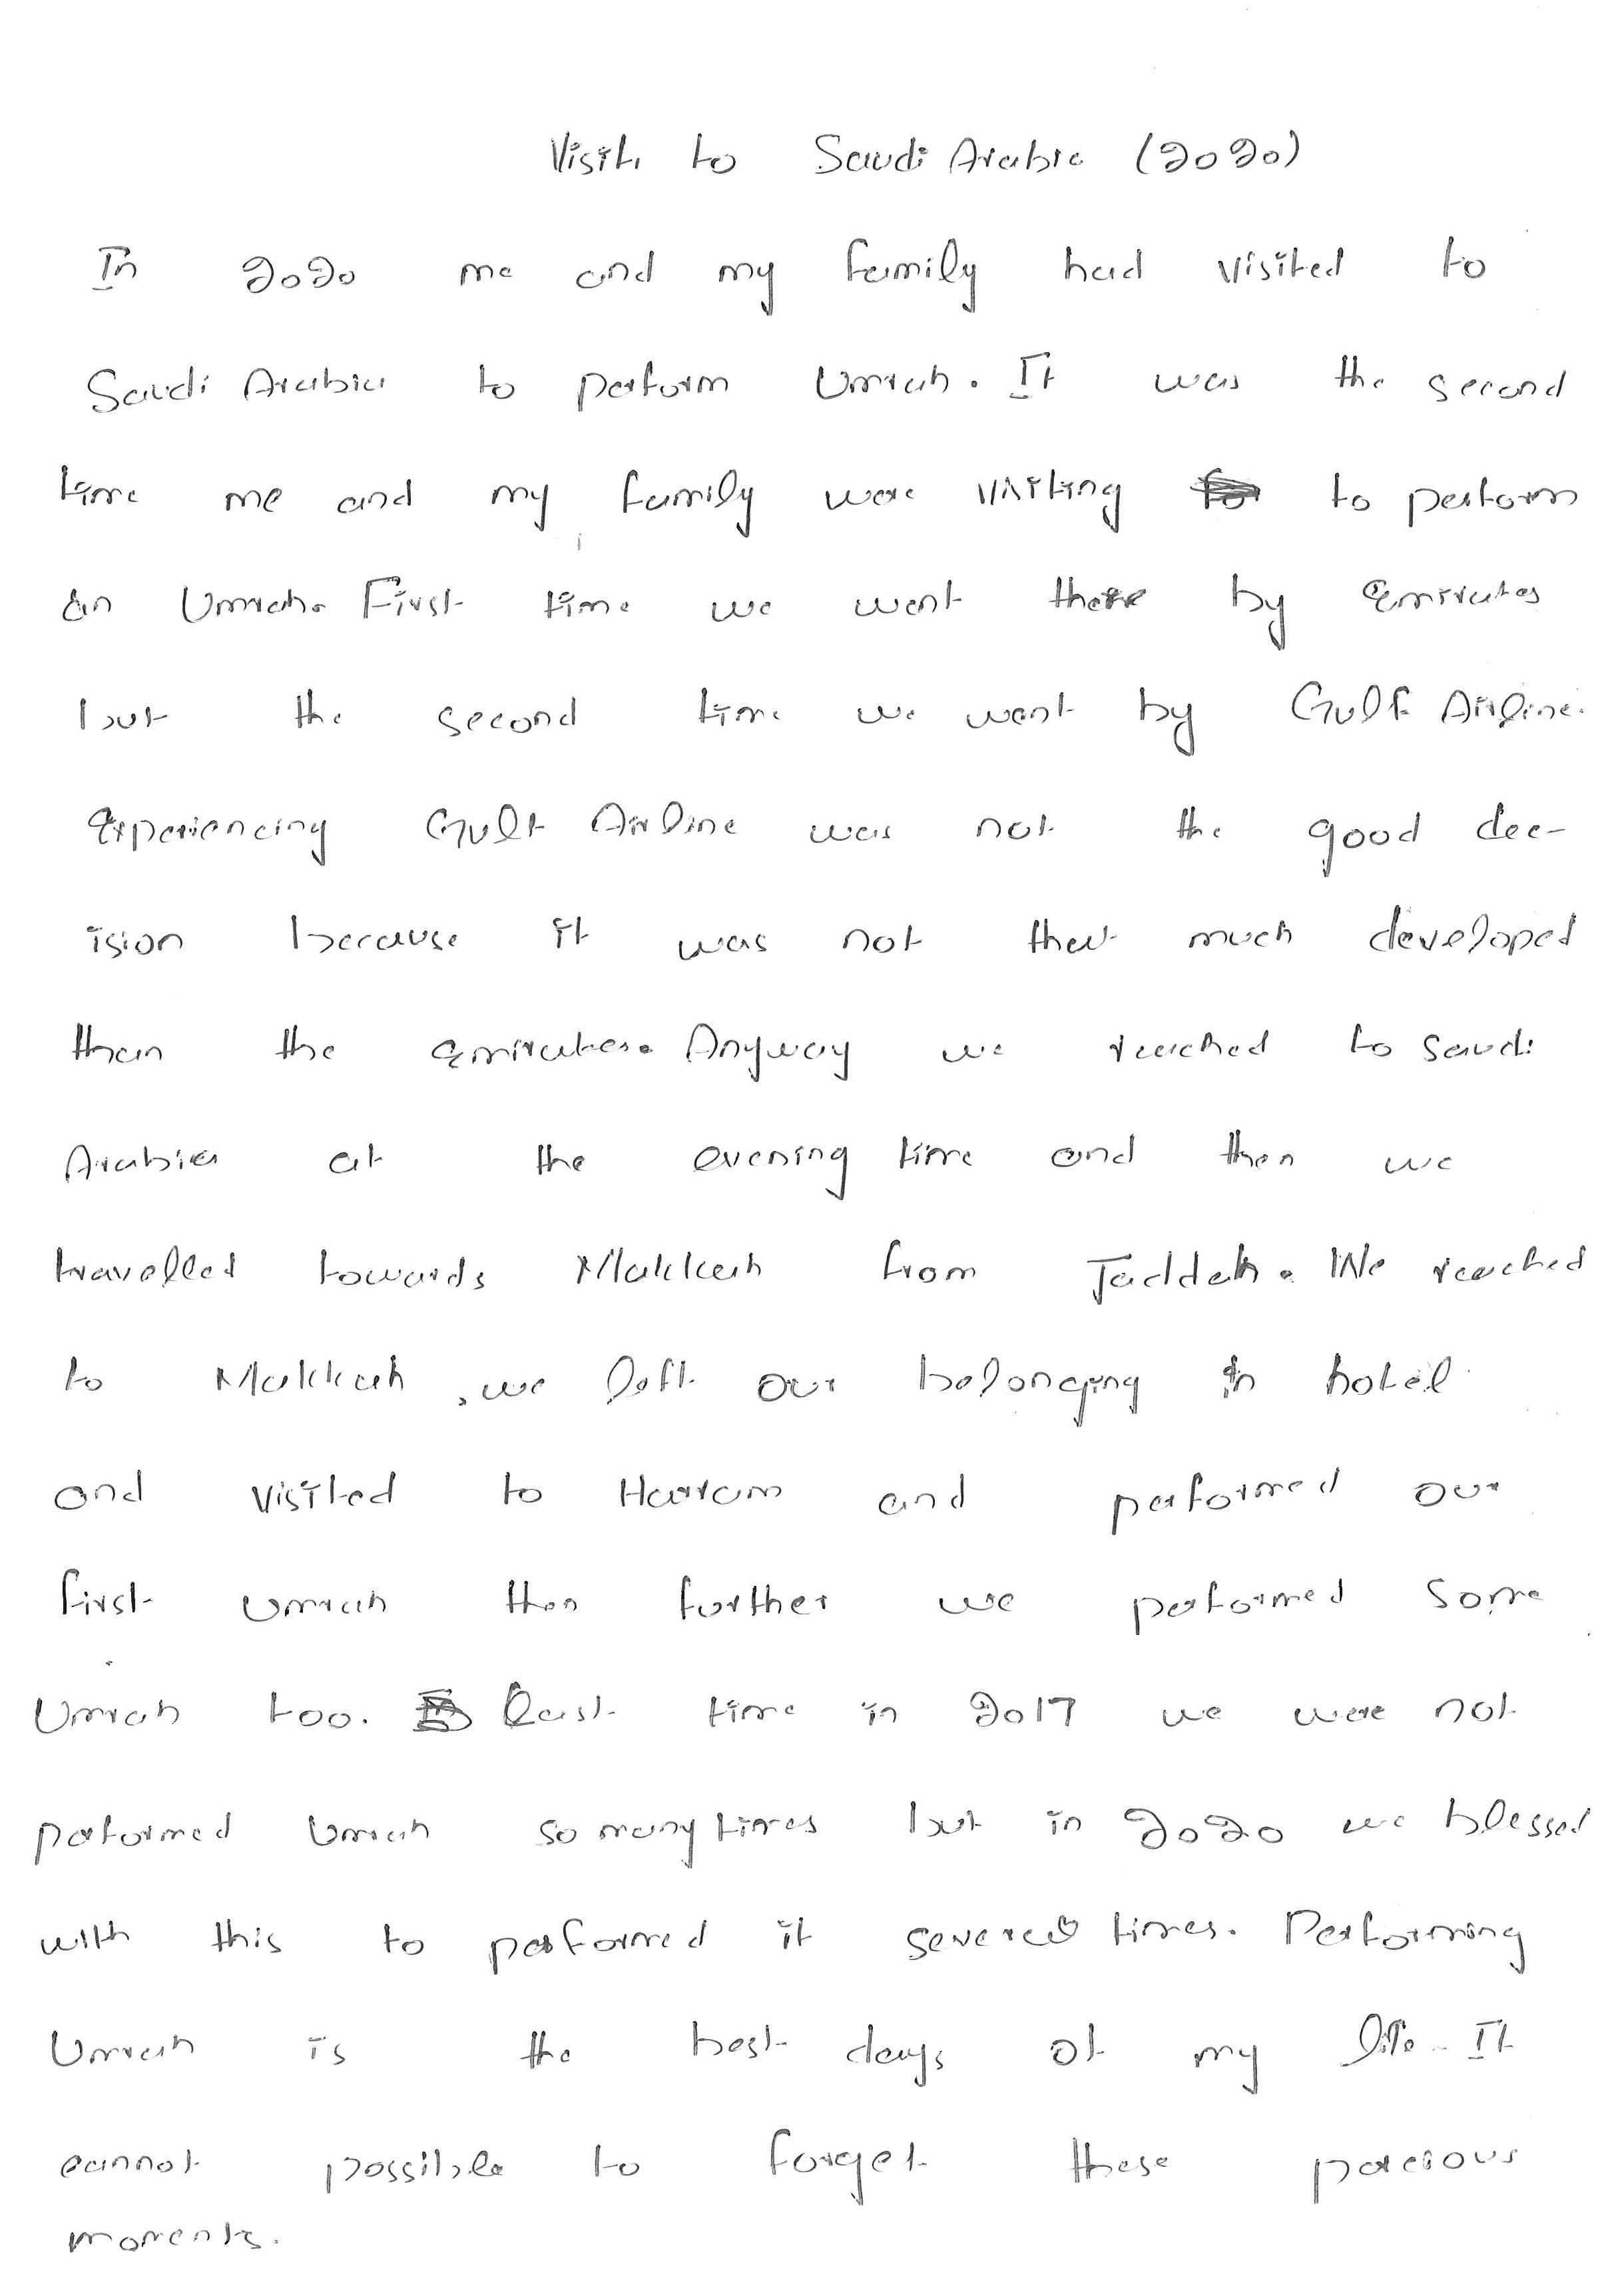 Visit to Saudi Arabia (2020)
In 2020 me and my family had visited to
Saudi Arabia to perform Umrah. It was the second
time me and my family were visiting to perform
an Umrah. First time we went there by Emirates
but the second time we went by Gulf Airline.
Experiencing Gulf Airline was not the good dec-
ision because it was not that much developed
than the Emirates. Anyway we reached to Saudi
Arabia at the evening time and then we
travelled towards Makkah from Jaddah. We reached
to Makkah, we left our belonging in hotel
and visited to Harram and performed our
first Umrah then further we performed some
Umrah too. Last time in 2017 we were not
performed Umrah so many times but in 2020 we blessed
with this to performed it several times. Performing
Umrah is the best days of my life. It
cannot possible to forget these parcious
moments.